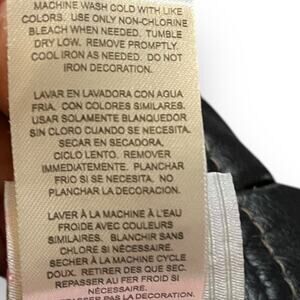 MACHINE WASH COLD WITH LIKE
COLORS. USE ONLY NON-CHLORINE
BLEACH WHEN NEEDED. TUMBLE
DRY LOW. REMOVE PROMPTLY.
COOL IRON AS NEEDED. DO NOT
IRON DECORATION.
LAVAR EN LAVADORA CON AGUA
FRIA. CON COLORES SIMILARES.
USAR SOLAMENTE BLANQUEDOR
SIN CLORO CUANDO SE NECESITA.
SECAR EN SECADORA,
CICLO LENTO. REMOVER
IMMEDIATEMENTE. PLANCHAR
FRIO SI SE NECESITA. NO
PLANCHAR LA DECORACION.
LAVER À LA MACHINE À L'EAU
FROIDE AVEC COULEURS
SIMILAIRES. BLANCHIR SANS
CHLORE SI NÉCESSAIRE.
SÉCHER À LA MACHINE CYCLE
DOUX. RETIRER DES QUE SEC.
REPASSER AU FER FROID SI
NÉCESSAIRE.
REPASSER PAS LA DECORATION.